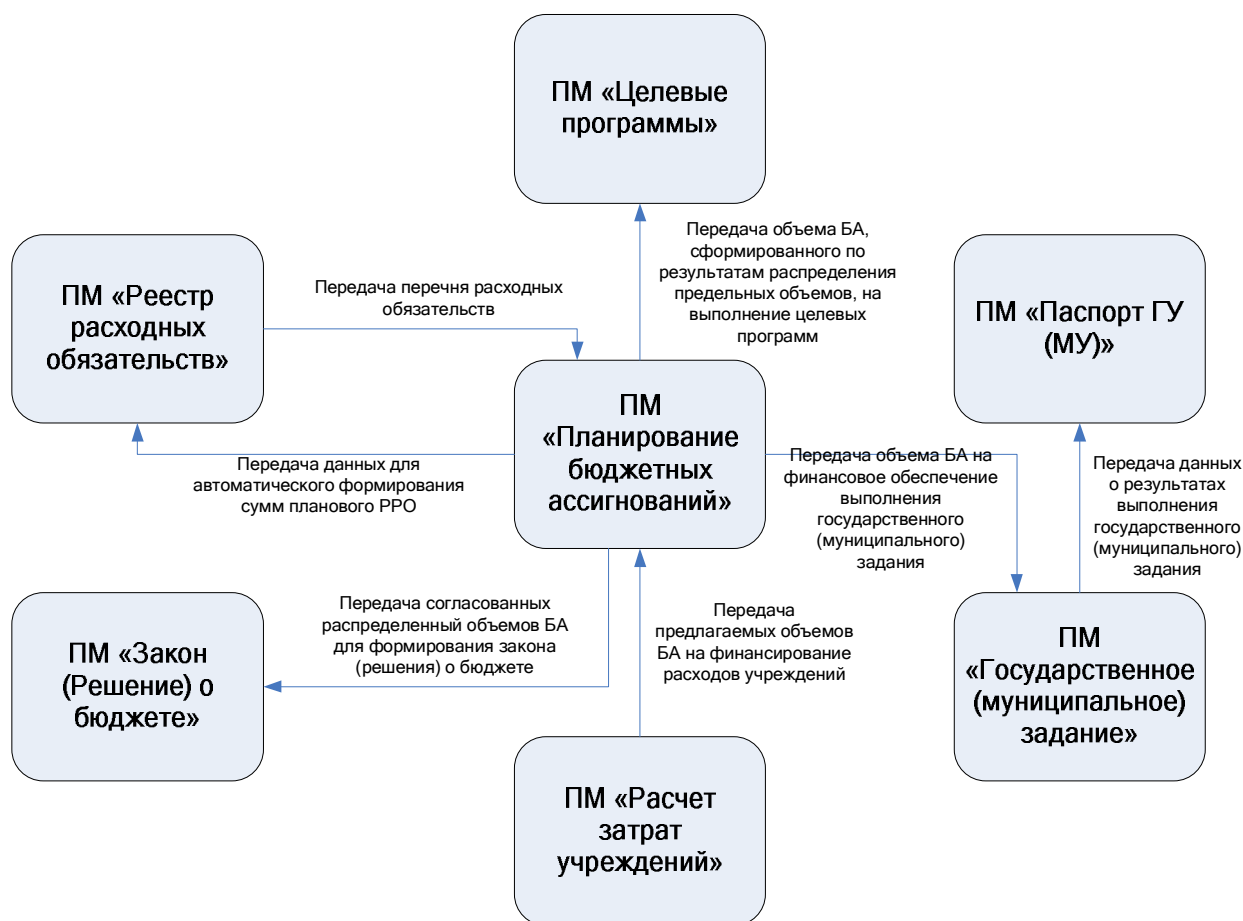 ПМ «Целевые
программы»
Передача объема БА,
сформированного по
результатам распределения
предельных объемов, на
выполнение целевых
программ
ПМ «Реестр
расходных
обязательств»
Передача перечня расходных
обязательств
ПМ «Паспорт ГУ
(МУ)»
ПМ
«Планирование
бюджетных
ассигнований»
Передача данных для
автоматического формирования
сумм планового РРО
Передача объема БА на
финансовое обеспечение
выполнения
государственного
(муниципального)
задания
Передача данных
о результатах
выполнения
государственного
(муниципального)
задания
Передача согласованных
распределенный объемов БА
для формирования закона
(решения) о бюджете
Передача
предлагаемых объемов
БА на финансирование
расходов учреждений
ПМ «Закон
(Решение) о
бюджете»
ПМ
«Государственное
(муниципальное)
задание»
ПМ «Расчет
затрат
учреждений»